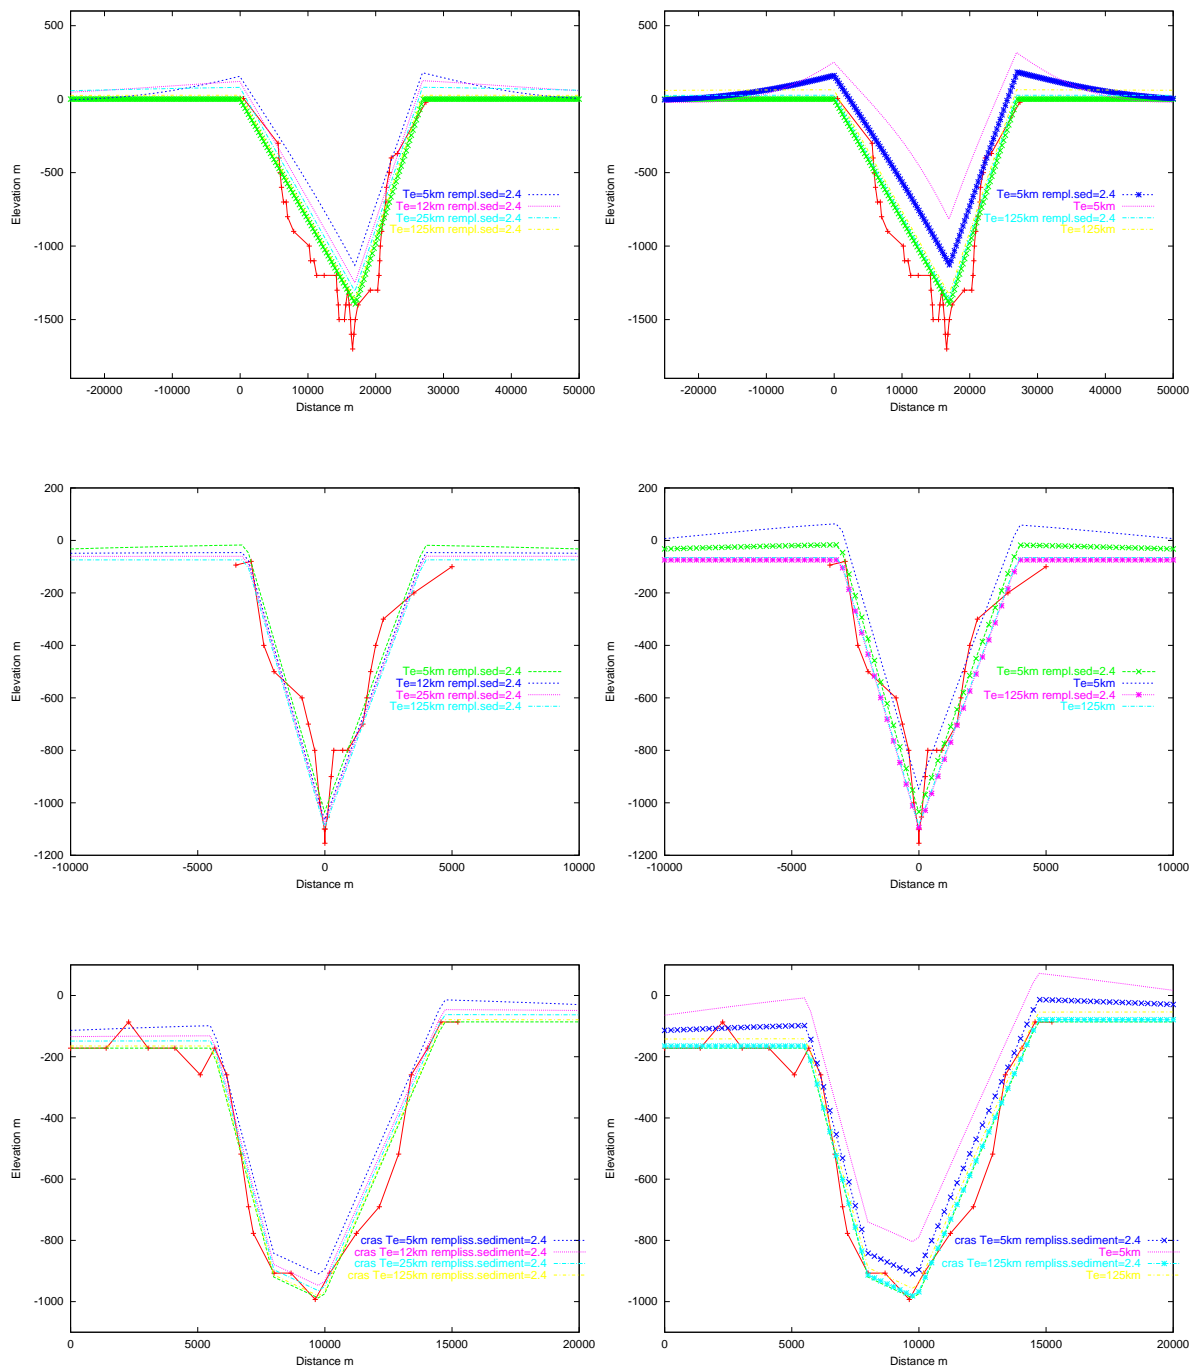 500
0
-500
-1000
-1500
Elevation m
-20000 -10000 0 10000 20000 30000 40000 50000
Distance m
Te=5km rempl.sed=2.4
Te=12km rempl.sed=2.4
Te=25km rempl.sed=2.4
Te=125km rempl.sed=2.4
500
0
-500
-1000
-1500
Elevation m
-20000 -10000 0 10000 20000 30000 40000 50000
Distance m
Te=5km rempl.sed=2.4
Te=5km
Te=125km rempl.sed=2.4
Te=125km
200
0
-200
-400
-600
-800
-1000
-1200
Elevation m
-10000 -5000 0 5000 10000
Distance m
Te=5km rempl.sed=2.4
Te=12km rempl.sed=2.4
Te=25km rempl.sed=2.4
Te=125km rempl.sed=2.4
200
0
-200
-400
-600
-800
-1000
-1200
Elevation m
-10000 -5000 0 5000 10000
Distance m
Te=5km rempl.sed=2.4
Te=5km
Te=125km rempl.sed=2.4
Te=125km
0
-200
-400
-600
-800
-1000
Elevation m
0 5000 10000 15000 20000
Distance m
cras Te=5km rempliss.sediment=2.4
cras Te=12km rempliss.sediment=2.4
cras Te=25km rempliss.sediment=2.4
cras Te=125km rempliss.sediment=2.4
0
-200
-400
-600
-800
-1000
Elevation m
0 5000 10000 15000 20000
Distance m
cras Te=5km rempliss.sediment=2.4
Te=5km
cras Te=125km rempliss.sediment=2.4
Te=125km